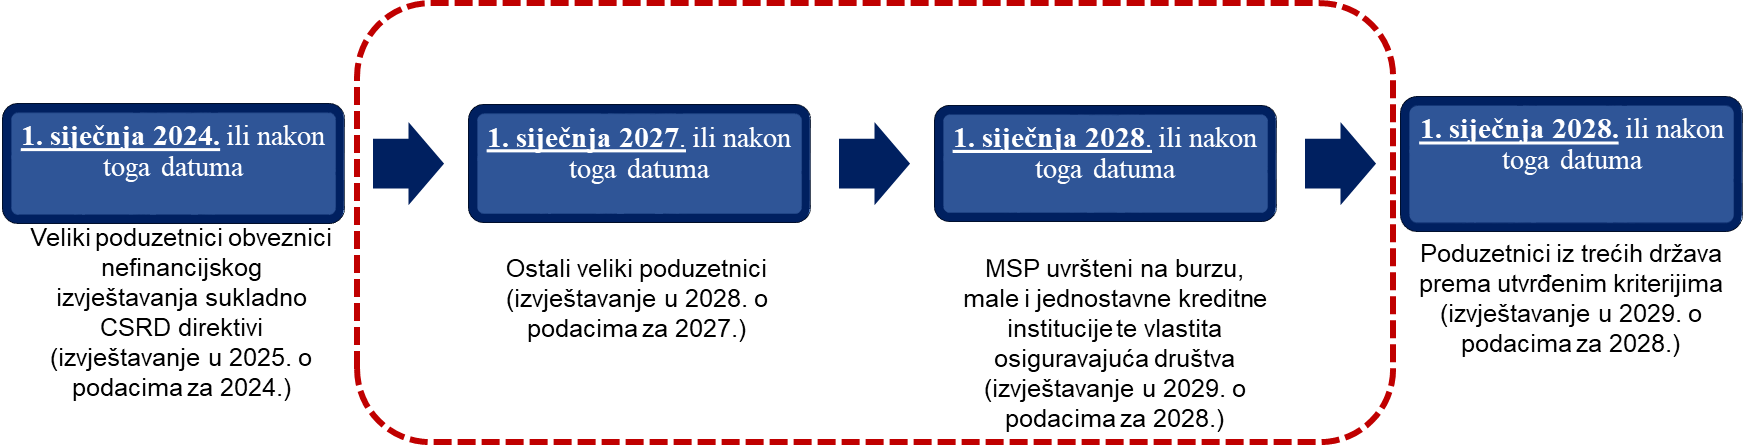 1. siječnja 2024. ili nakon
toga datuma
Veliki poduzetnici obveznici
nefinancijskog
izvještavanja sukladno
CSRD direktivi
(izvještavanje u 2025. o
podacima za 2024.)
1. siječnja 2027. ili nakon
toga datuma
Ostali veliki poduzetnici
(izvještavanje u 2028. o
podacima za 2027.)
1. siječnja 2028. ili nakon
toga datuma
MSP uvršteni na burzu,
male i jednostavne kreditne
institucije te vlastita
osiguravajuća društva
(izvještavanje u 2029. o
podacima za 2028.)
1. siječnja 2028. ili nakon
toga datuma
Poduzetnici iz trećih država
prema utvrđenim kriterijima
(izvještavanje u 2029. o
podacima za 2028.)